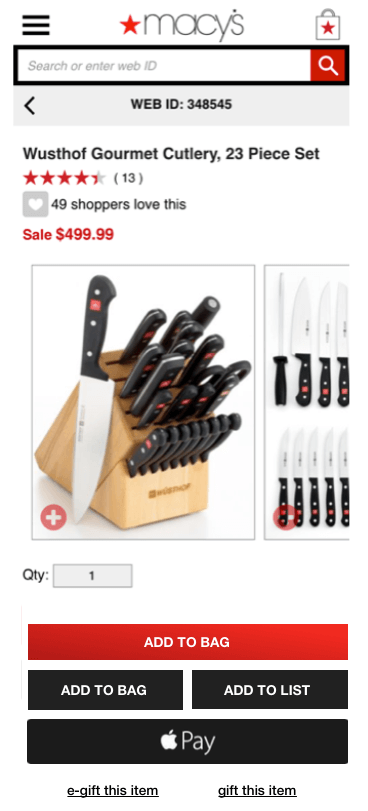 macy's
Search or enter web ID
WEB ID: 348545
Wusthof Gourmet Cutlery, 23 Piece Set
(13)
49 shoppers love this
Sale $499.99
WÜSTHOF
Qty: 1
ADD TO BAG
ADD TO BAG ADD TO LIST
Pay
e-gift this item gift this item